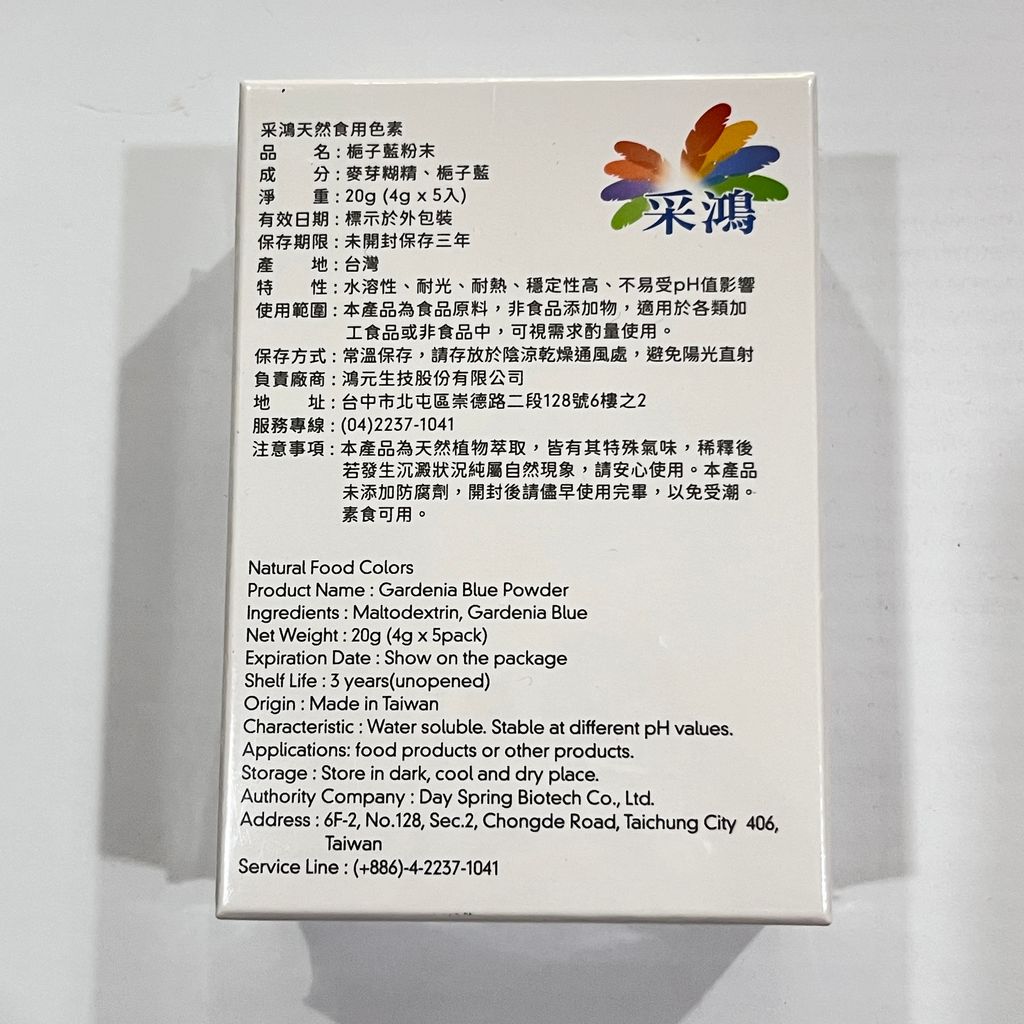 采鴻天然食用色素
品　　名：梔子藍粉末
成　　分：麥芽糊精、梔子藍
淨　　重：20g (4g x 5入)
有效日期：標示於外包裝
保存期限：未開封保存三年
產　　地：台灣
特　　性：水溶性、耐光、耐熱、穩定性高、不易受pH值影響
使用範圍：本產品為食品原料，非食品添加物，適用於各類加
工食品或非食品中，可視需求酌量使用。
保存方式：常溫保存，請存放於陰涼乾燥通風處，避免陽光直射
負責廠商：鴻元生技股份有限公司
地　　址：台中市北屯區崇德路二段128號6樓之2
服務專線：(04)2237-1041
注意事項：本產品為天然植物萃取，皆有其特殊氣味，稀釋後
若發生沉澱狀況純屬自然現象，請安心使用。本產品
未添加防腐劑，開封後請儘早使用完畢，以免受潮。
素食可用。
采鴻
Natural Food Colors
Product Name : Gardenia Blue Powder
Ingredients : Maltodextrin, Gardenia Blue
Net Weight : 20g (4g x 5pack)
Expiration Date : Show on the package
Shelf Life : 3 years(unopened)
Origin : Made in Taiwan
Characteristic : Water soluble. Stable at different pH values.
Applications: food products or other products.
Storage : Store in dark, cool and dry place.
Authority Company : Day Spring Biotech Co., Ltd.
Address : 6F-2, No.128, Sec.2, Chongde Road, Taichung City 406,
Taiwan
Service Line : (+886)-4-2237-1041